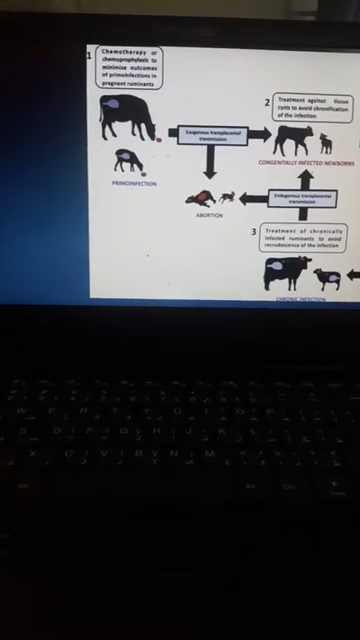 1
Chemotherapy or
chemoprophylaxis to
minimize outcomes
of primoinfections in
pregnant ruminants
2
Treatment against tissue
cysts to avoid chronification
of the infection
Exogenous transplacental
transmission
CONGENITALLY INFECTED NEWBORNS
PRIMOINFECTION
Endogenous transplacental
transmission
ABORTION
3
Treatment of chronically
infected ruminants to avoid
recrudescence of the infection
CHRONIC INFECTION
W E R T Y U I O P
S D F G H J K L
X C V B N M
Alt